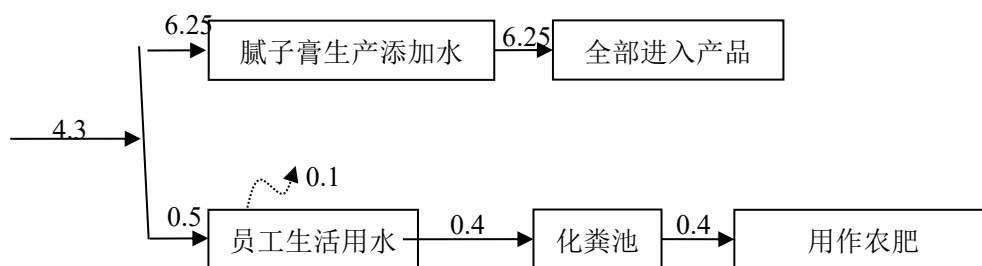 6.25
腻子膏生产添加水
6.25
全部进入产品
4.3
0.1
0.5
员工生活用水
0.4
化粪池
0.4
用作农肥